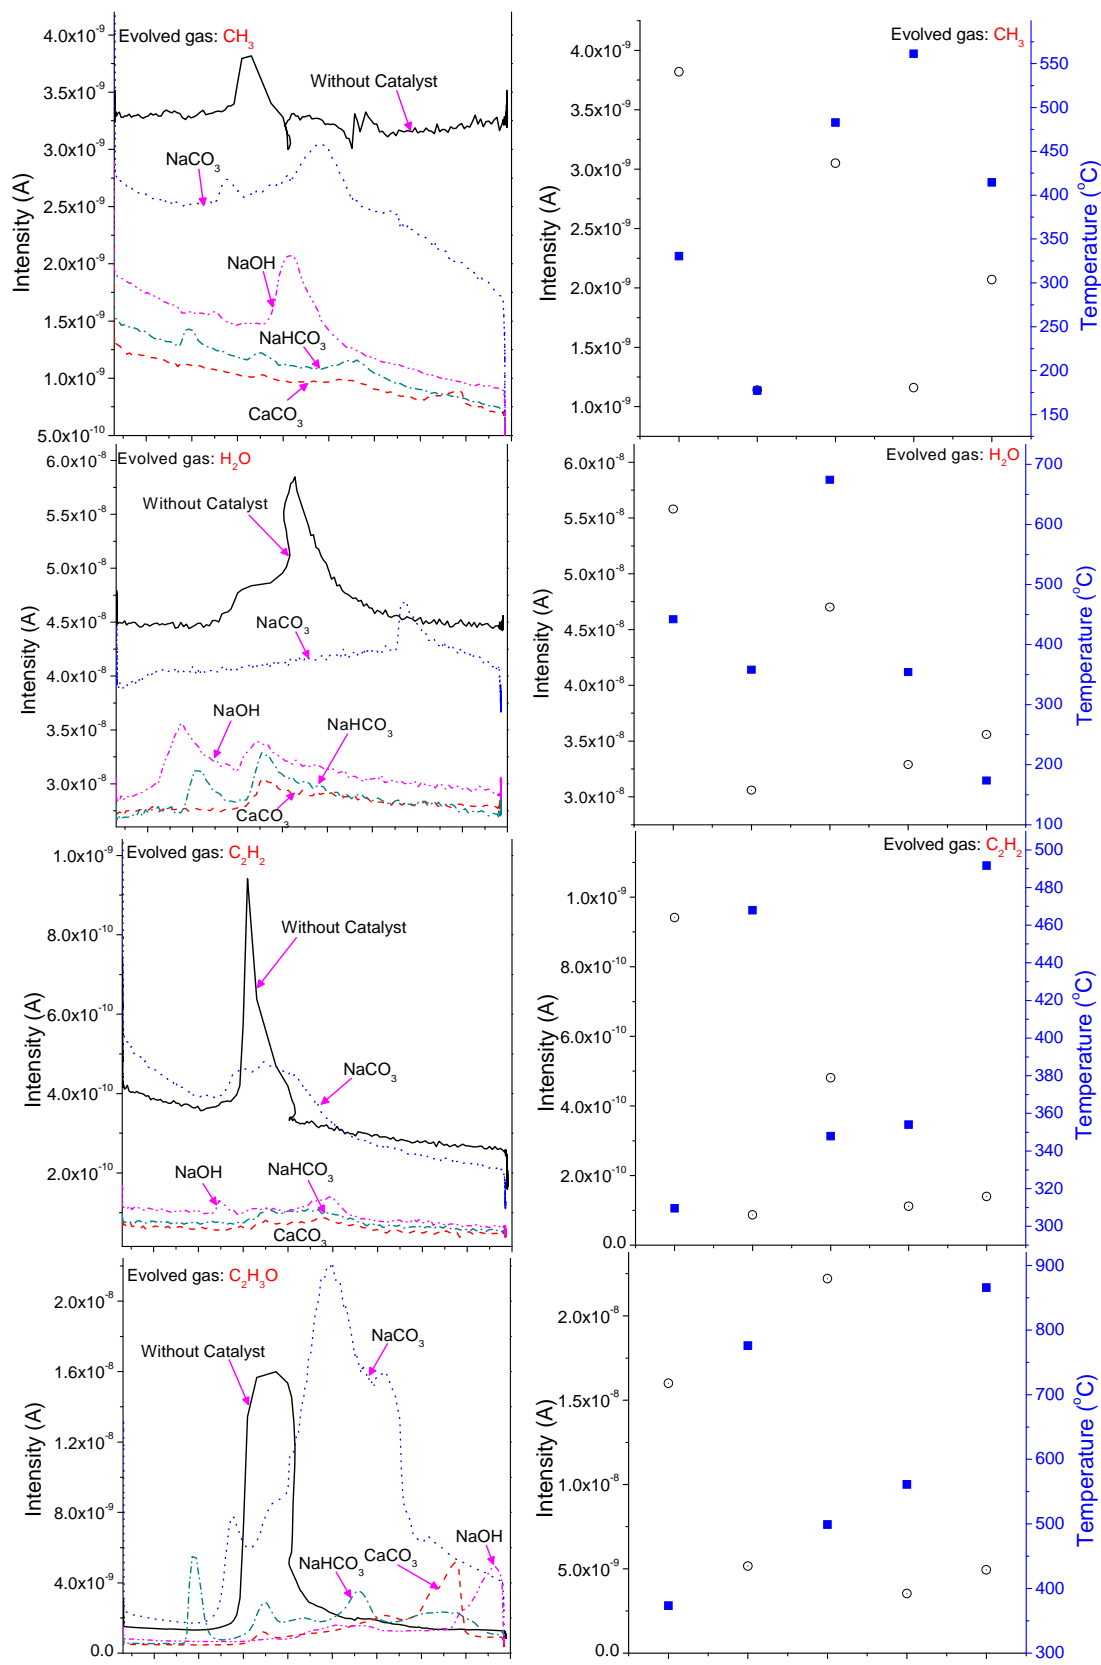 Evolved gas: CH3
Without Catalyst
NaCO3
NaOH
NaHCO3
CaCO3
Intensity (A)
4.0x10-9
3.5x10-9
3.0x10-9
2.5x10-9
2.0x10-9
1.5x10-9
1.0x10-9
5.0x10-10
Evolved gas: CH3
Intensity (A)
4.0x10-9
3.5x10-9
3.0x10-9
2.5x10-9
2.0x10-9
1.5x10-9
1.0x10-9
550
500
450
400
350
300
250
200
150
Temperature (oC)
Evolved gas: H2O
Without Catalyst
NaCO3
NaOH
NaHCO3
CaCO3
Intensity (A)
6.0x10-8
5.5x10-8
5.0x10-8
4.5x10-8
4.0x10-8
3.5x10-8
3.0x10-8
Evolved gas: H2O
Intensity (A)
6.0x10-8
5.5x10-8
5.0x10-8
4.5x10-8
4.0x10-8
3.5x10-8
3.0x10-8
700
600
500
400
300
200
100
Temperature (oC)
Evolved gas: C2H2
Without Catalyst
NaCO3
NaOH
NaHCO3
CaCO3
Intensity (A)
1.0x10-9
8.0x10-10
6.0x10-10
4.0x10-10
2.0x10-10
Evolved gas: C2H2
Intensity (A)
1.0x10-9
8.0x10-10
6.0x10-10
4.0x10-10
2.0x10-10
0.0
500
480
460
440
420
400
380
360
340
320
300
Temperature (oC)
Evolved gas: C2H3O
Without Catalyst
NaCO3
NaOH
CaCO3
NaHCO3
Intensity (A)
2.0x10-8
1.6x10-8
1.2x10-8
8.0x10-9
4.0x10-9
0.0
Intensity (A)
2.0x10-8
1.5x10-8
1.0x10-8
5.0x10-9
0.0
900
800
700
600
500
400
300
Temperature (oC)